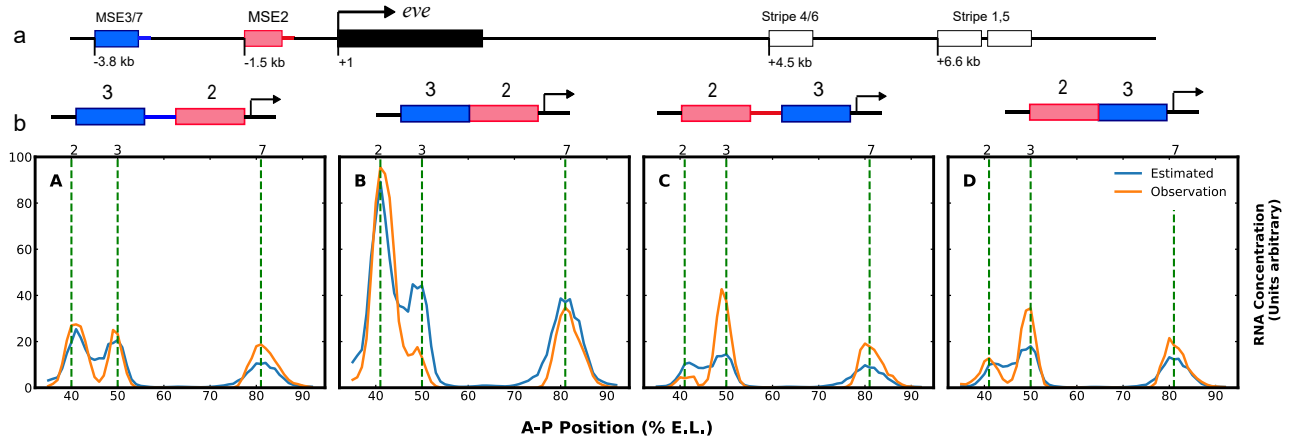 a
MSE3/7
MSE2
eve
Stripe 4/6
Stripe 1,5
-3.8 kb
-1.5 kb
+1
+4.5 kb
+6.6 kb
b
3 2
3 2
2 3
2 3
2 3 7
2 3 7
2 3 7
2 3 7
A
B
C
D
Estimated
Observation
100
80
60
40
20
0
40 50 60 70 80 90
40 50 60 70 80 90
40 50 60 70 80 90
40 50 60 70 80 90
A-P Position (% E.L.)
RNA Concentration
(Units arbitrary)